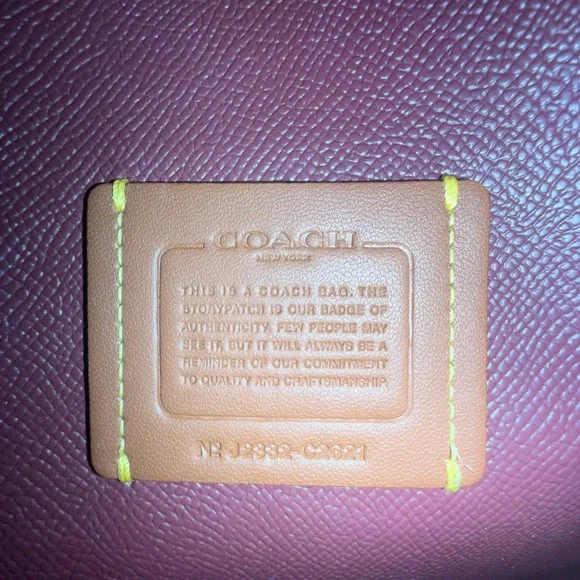 COACH
NEW YORK
THIS IS A COACH BAG. THE
STORYPATCH IS OUR BADGE OF
AUTHENTICITY. FEW PEOPLE MAY
SEE IT, BUT IT WILL ALWAYS BE A
REMINDER OF OUR COMMITMENT
TO QUALITY AND CRAFTSMANSHIP.
Nº J2332-C2621